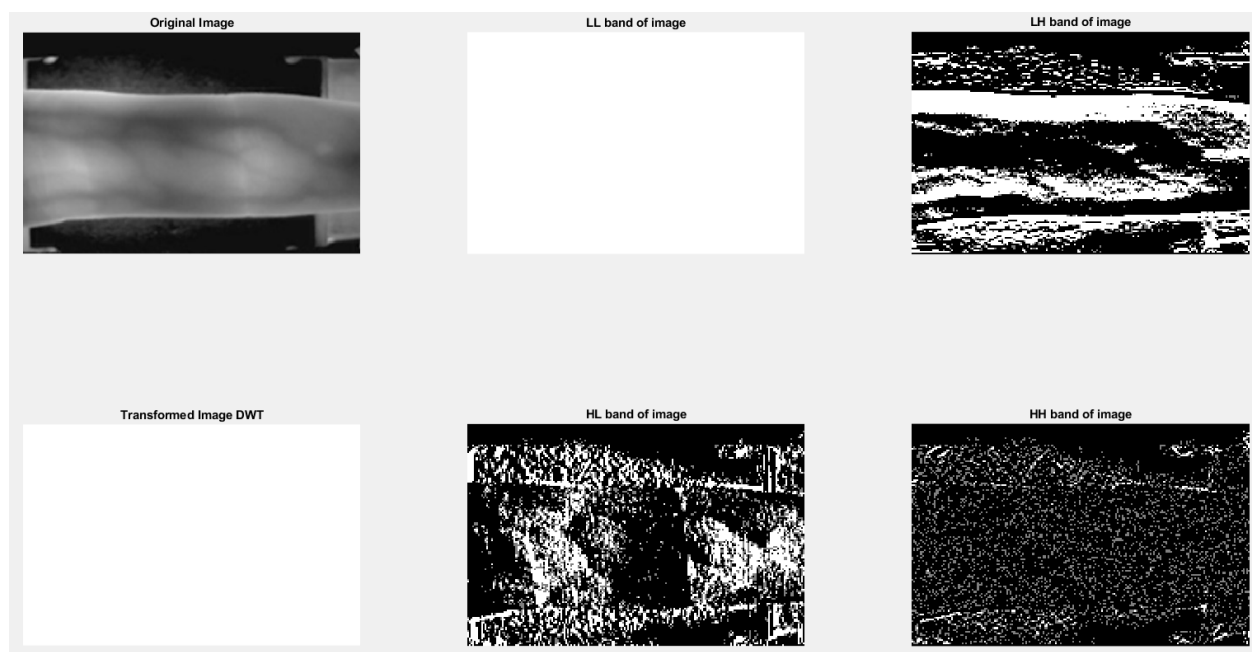 Original Image
LL band of image
LH band of image
Transformed Image DWT
HL band of image
HH band of image